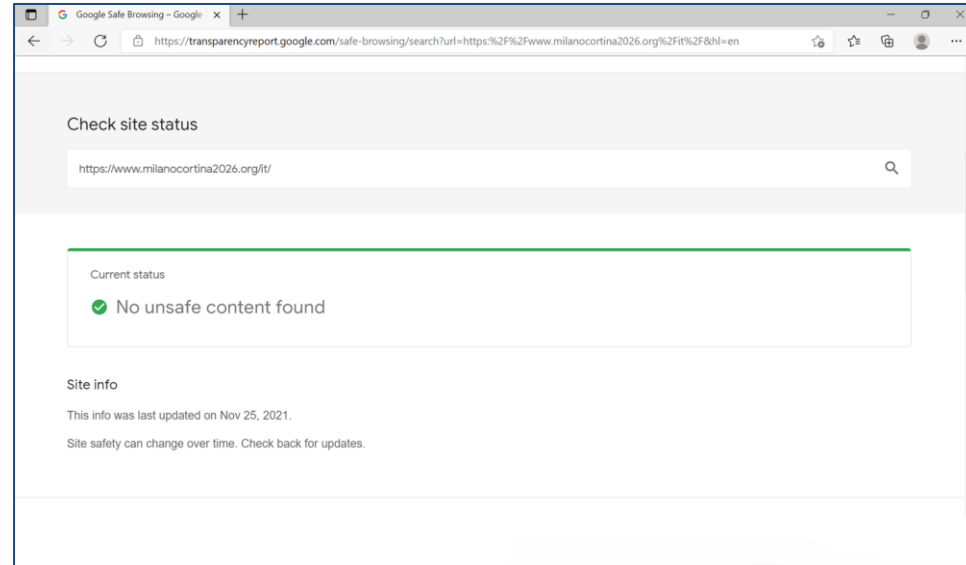 Google Safe Browsing – Google
https://transparencyreport.google.com/safe-browsing/search?url=https:%2F%2Fwww.milanocortina2026.org%2Fit%2F&hl=en
Check site status
https://www.milanocortina2026.org/it/
Current status
No unsafe content found
Site info
This info was last updated on Nov 25, 2021.
Site safety can change over time. Check back for updates.